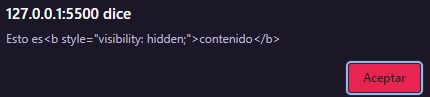 127.0.0.1:5500 dice
Esto es<b style="visibility: hidden;">contenido</b>
Aceptar